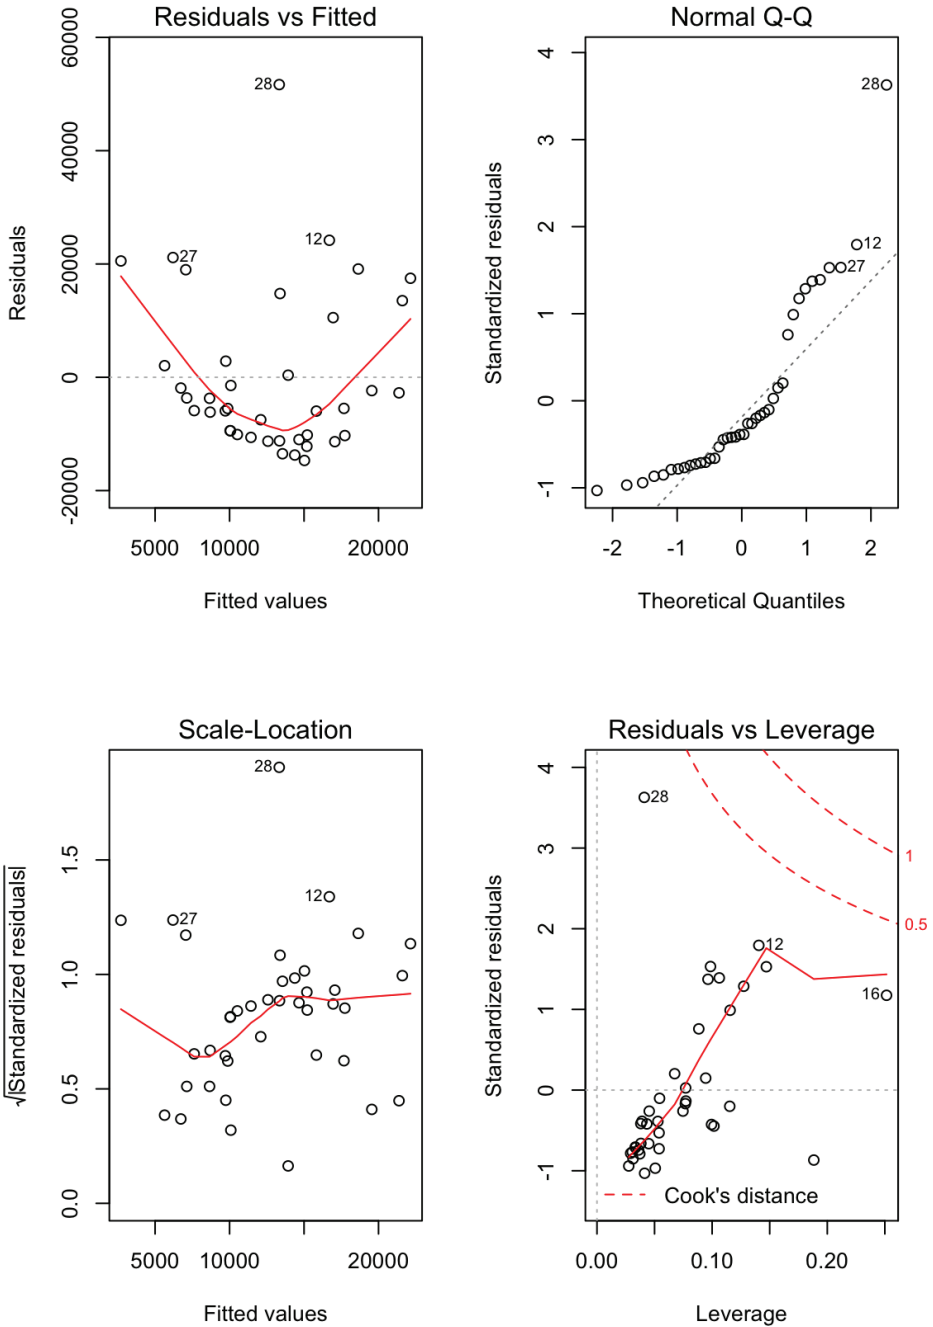 Residuals vs Fitted
Residuals
60000
40000
20000
0
-20000
28
27
12
5000 10000 20000
Fitted values
Normal Q-Q
Standardized residuals
4
3
2
1
0
-1
28
12
27
-2 -1 0 1 2
Theoretical Quantiles
Scale-Location
√|Standardized residuals|
1.5
1.0
0.5
0.0
28
12
27
5000 10000 20000
Fitted values
Residuals vs Leverage
Standardized residuals
4
3
2
1
0
-1
28
1
0.5
12
16
Cook's distance
0.00 0.10 0.20
Leverage